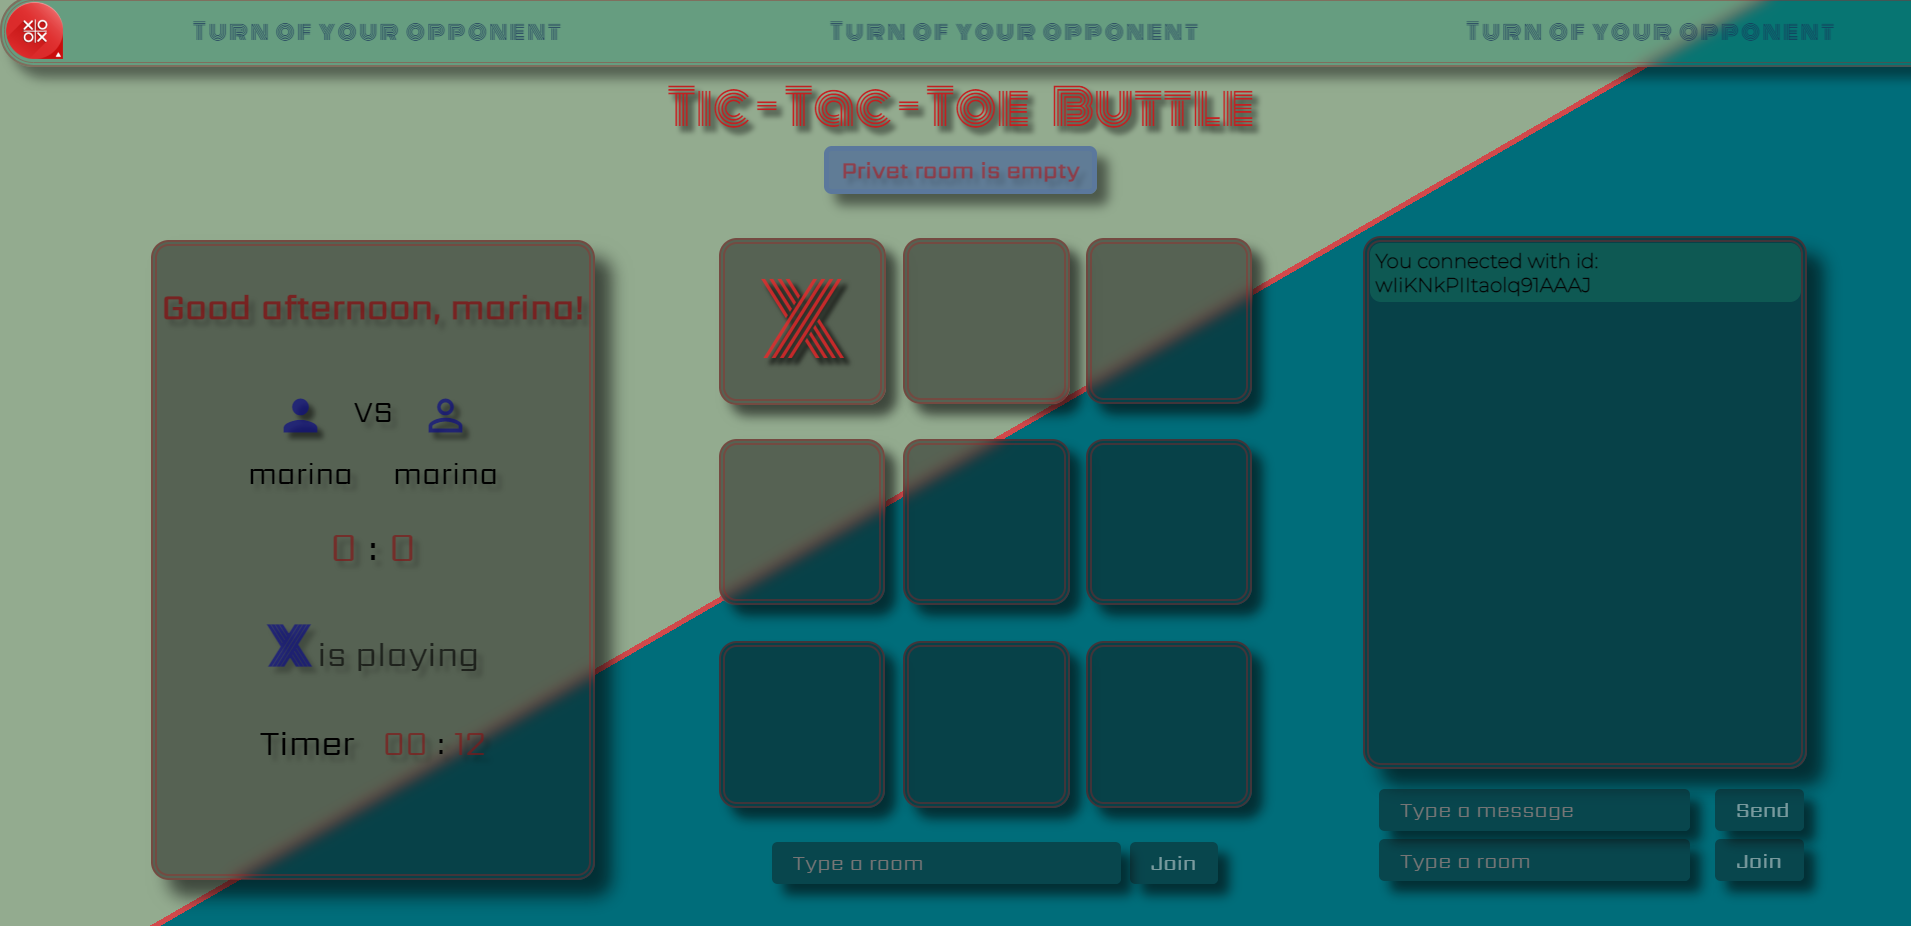 Turn of your opponent Turn of your opponent Turn of your opponent
Tic-Tac-Toe Buttle
Privet room is empty
Good afternoon, marina!
VS
marina marina
0 : 0
X is playing
Timer 00 : 12
X
Type a room Join
You connected with id:
Type a message Send
Type a room Join